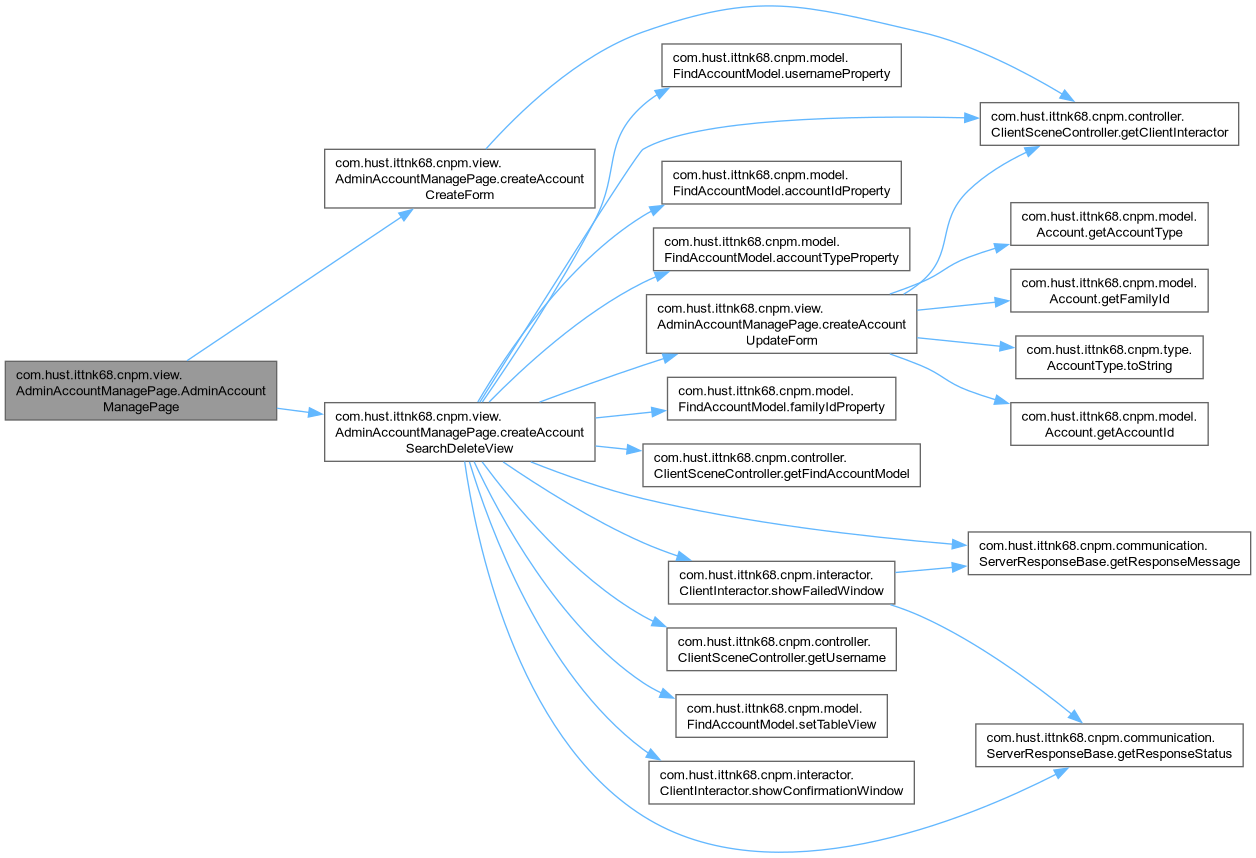 com.hust.ittnk68.cnpm.view.
AdminAccountManagePage.AdminAccount
ManagePage
com.hust.ittnk68.cnpm.view.
AdminAccountManagePage.createAccount
CreateForm
com.hust.ittnk68.cnpm.view.
AdminAccountManagePage.createAccount
SearchDeleteView
com.hust.ittnk68.cnpm.model.
FindAccountModel.usernameProperty
com.hust.ittnk68.cnpm.model.
FindAccountModel.accountIdProperty
com.hust.ittnk68.cnpm.model.
FindAccountModel.accountTypeProperty
com.hust.ittnk68.cnpm.view.
AdminAccountManagePage.createAccount
UpdateForm
com.hust.ittnk68.cnpm.model.
FindAccountModel.familyIdProperty
com.hust.ittnk68.cnpm.controller.
ClientSceneController.getFindAccountModel
com.hust.ittnk68.cnpm.interactor.
ClientInteractor.showFailedWindow
com.hust.ittnk68.cnpm.controller.
ClientSceneController.getUsername
com.hust.ittnk68.cnpm.model.
FindAccountModel.setTableView
com.hust.ittnk68.cnpm.interactor.
ClientInteractor.showConfirmationWindow
com.hust.ittnk68.cnpm.controller.
ClientSceneController.getClientInteractor
com.hust.ittnk68.cnpm.model.
Account.getAccountType
com.hust.ittnk68.cnpm.model.
Account.getFamilyId
com.hust.ittnk68.cnpm.type.
AccountType.toString
com.hust.ittnk68.cnpm.model.
Account.getAccountId
com.hust.ittnk68.cnpm.communication.
ServerResponseBase.getResponseMessage
com.hust.ittnk68.cnpm.communication.
ServerResponseBase.getResponseStatus